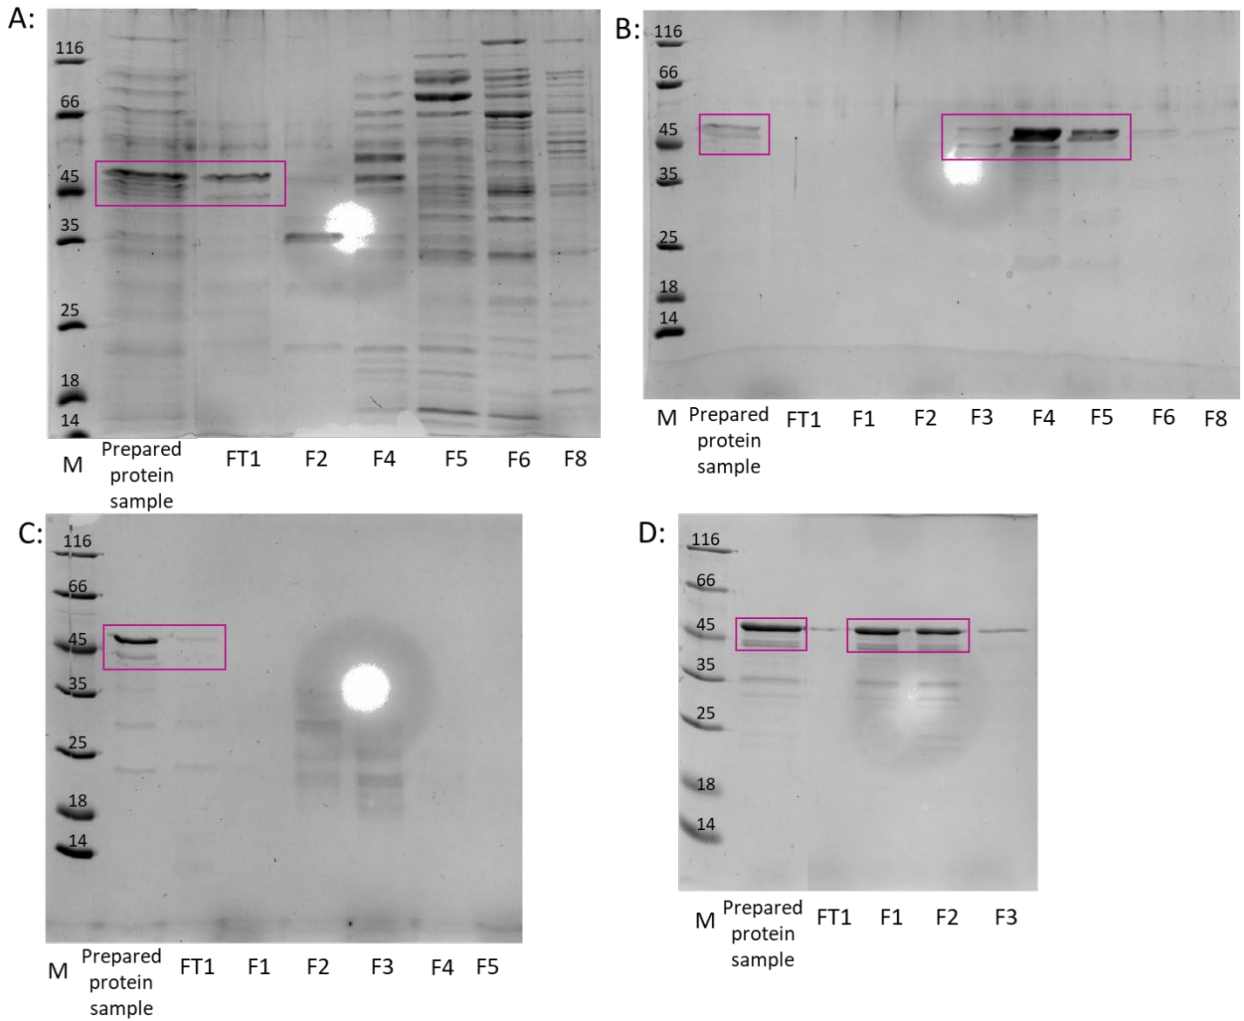 A:
116
66
45
35
25
18
14
M
Prepared
protein
sample
FT1
F2
F4
F5
F6
F8
B:
116
66
45
35
25
18
14
M
Prepared
protein
sample
FT1
F1
F2
F3
F4
F5
F6
F8
C:
116
66
45
35
25
18
14
M
Prepared
protein
sample
FT1
F1
F2
F3
F4
F5
D:
116
66
45
35
25
18
14
M
Prepared
protein
sample
FT1
F1
F2
F3